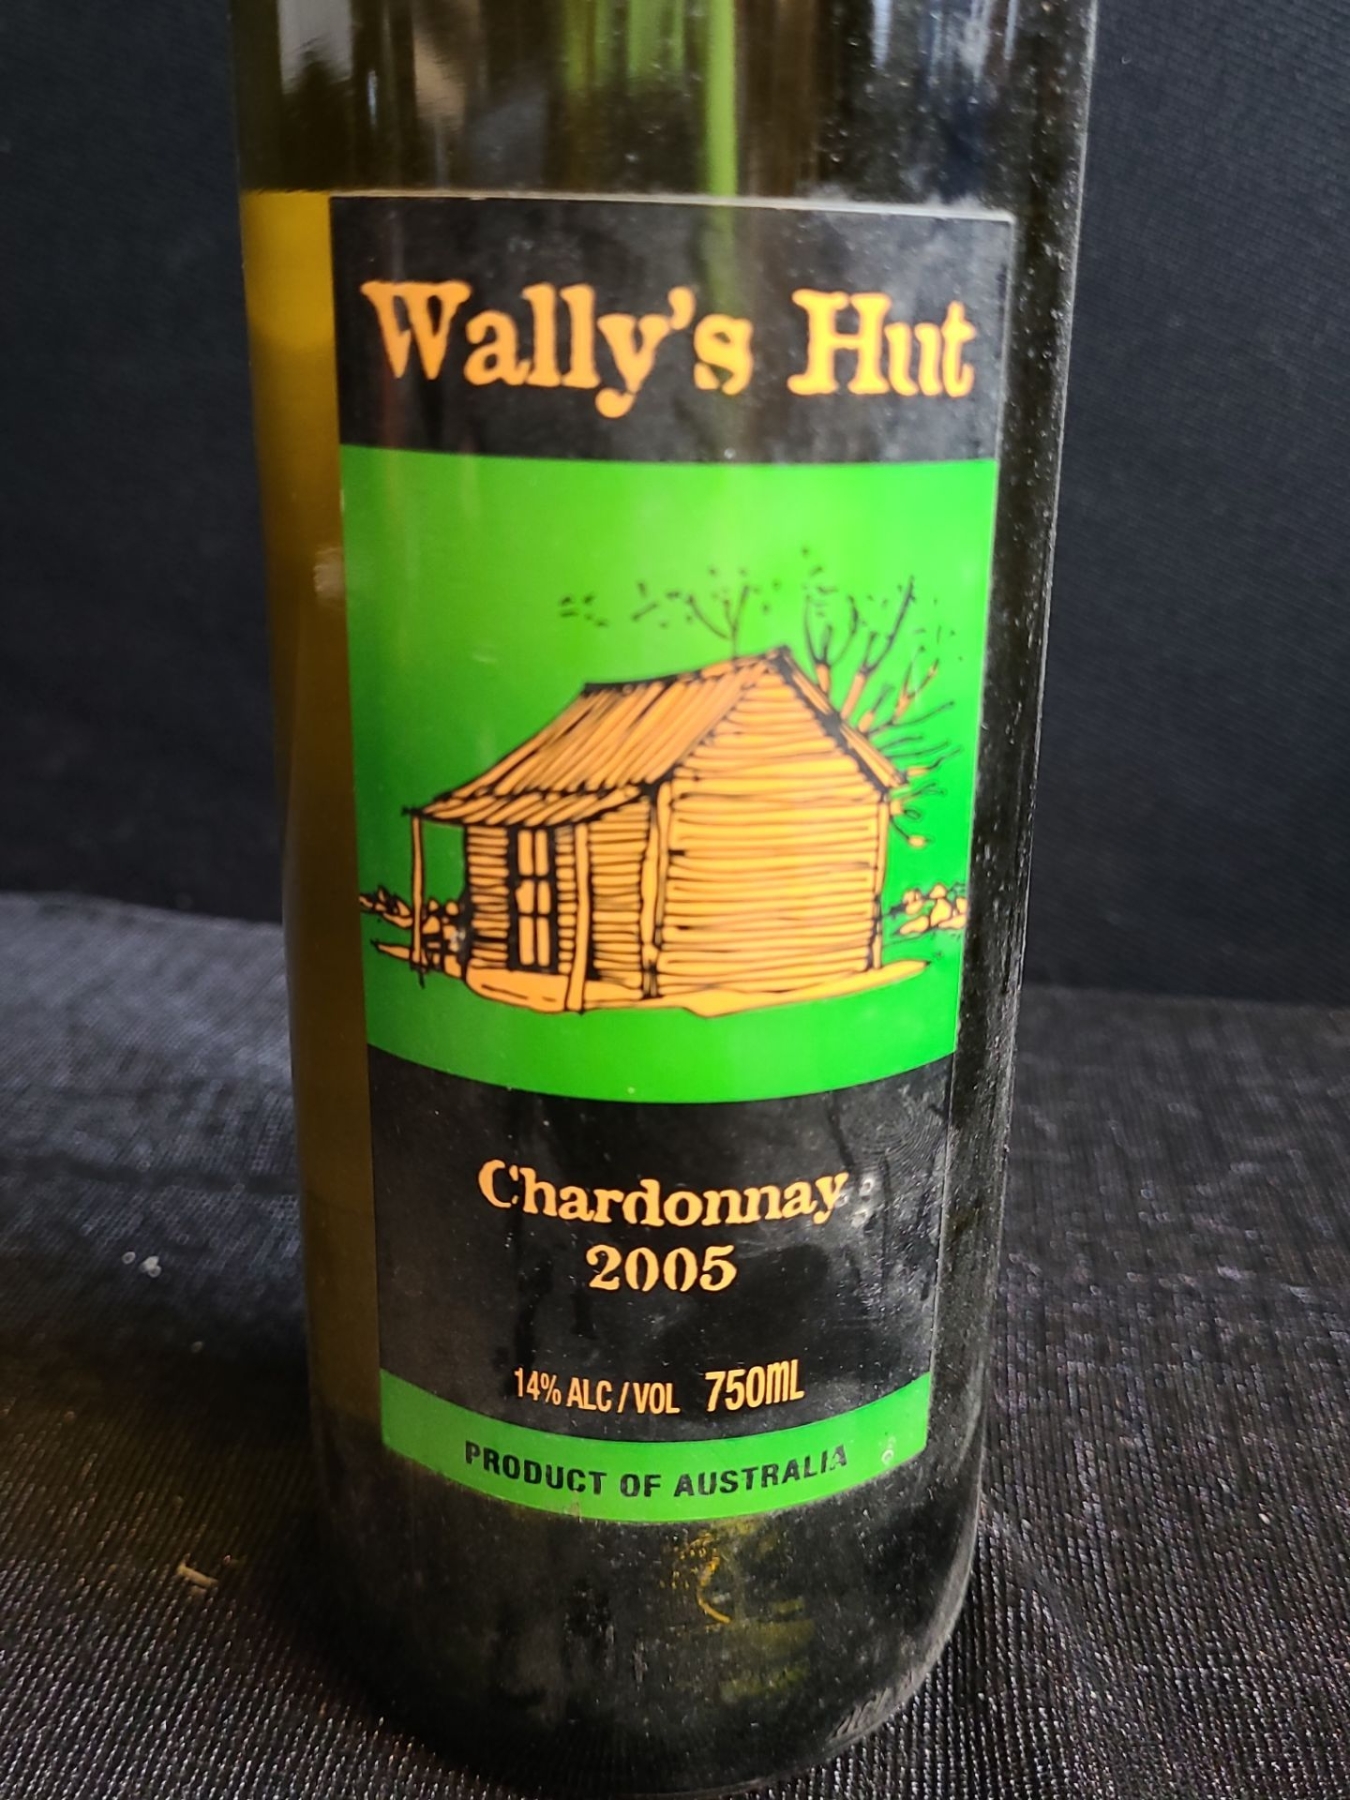 Wally's Hut
Chardonnay
2005
14% ALC / VOL 750mL
PRODUCT OF AUSTRALIA